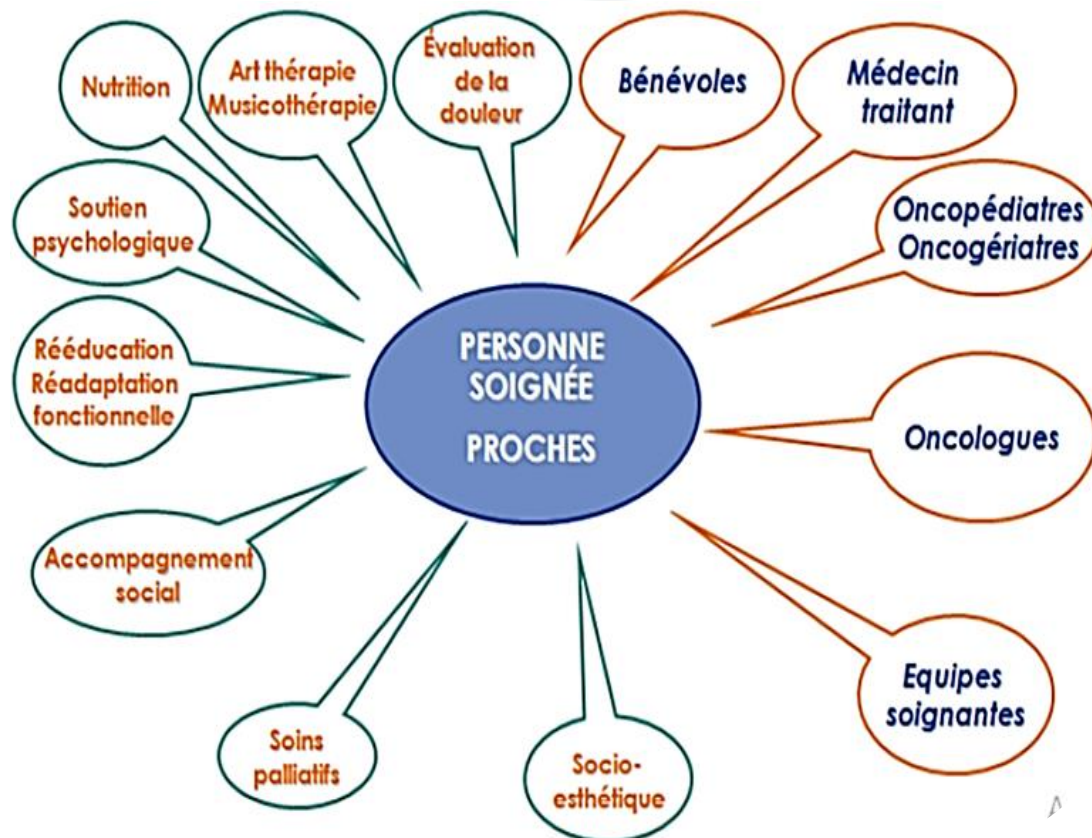 Nutrition
Art thérapie
Musicothérapie
Évaluation
de la
douleur
Bénévoles
Médecin
traitant
Oncopédiatres
Oncogériatres
Soutien
psychologique
Rééducation
Réadaptation
fonctionnelle
PERSONNE
SOIGNÉE
PROCHES
Oncologues
Accompagnement
social
Equipes
soignantes
Soins
palliatifs
Socio-
esthétique